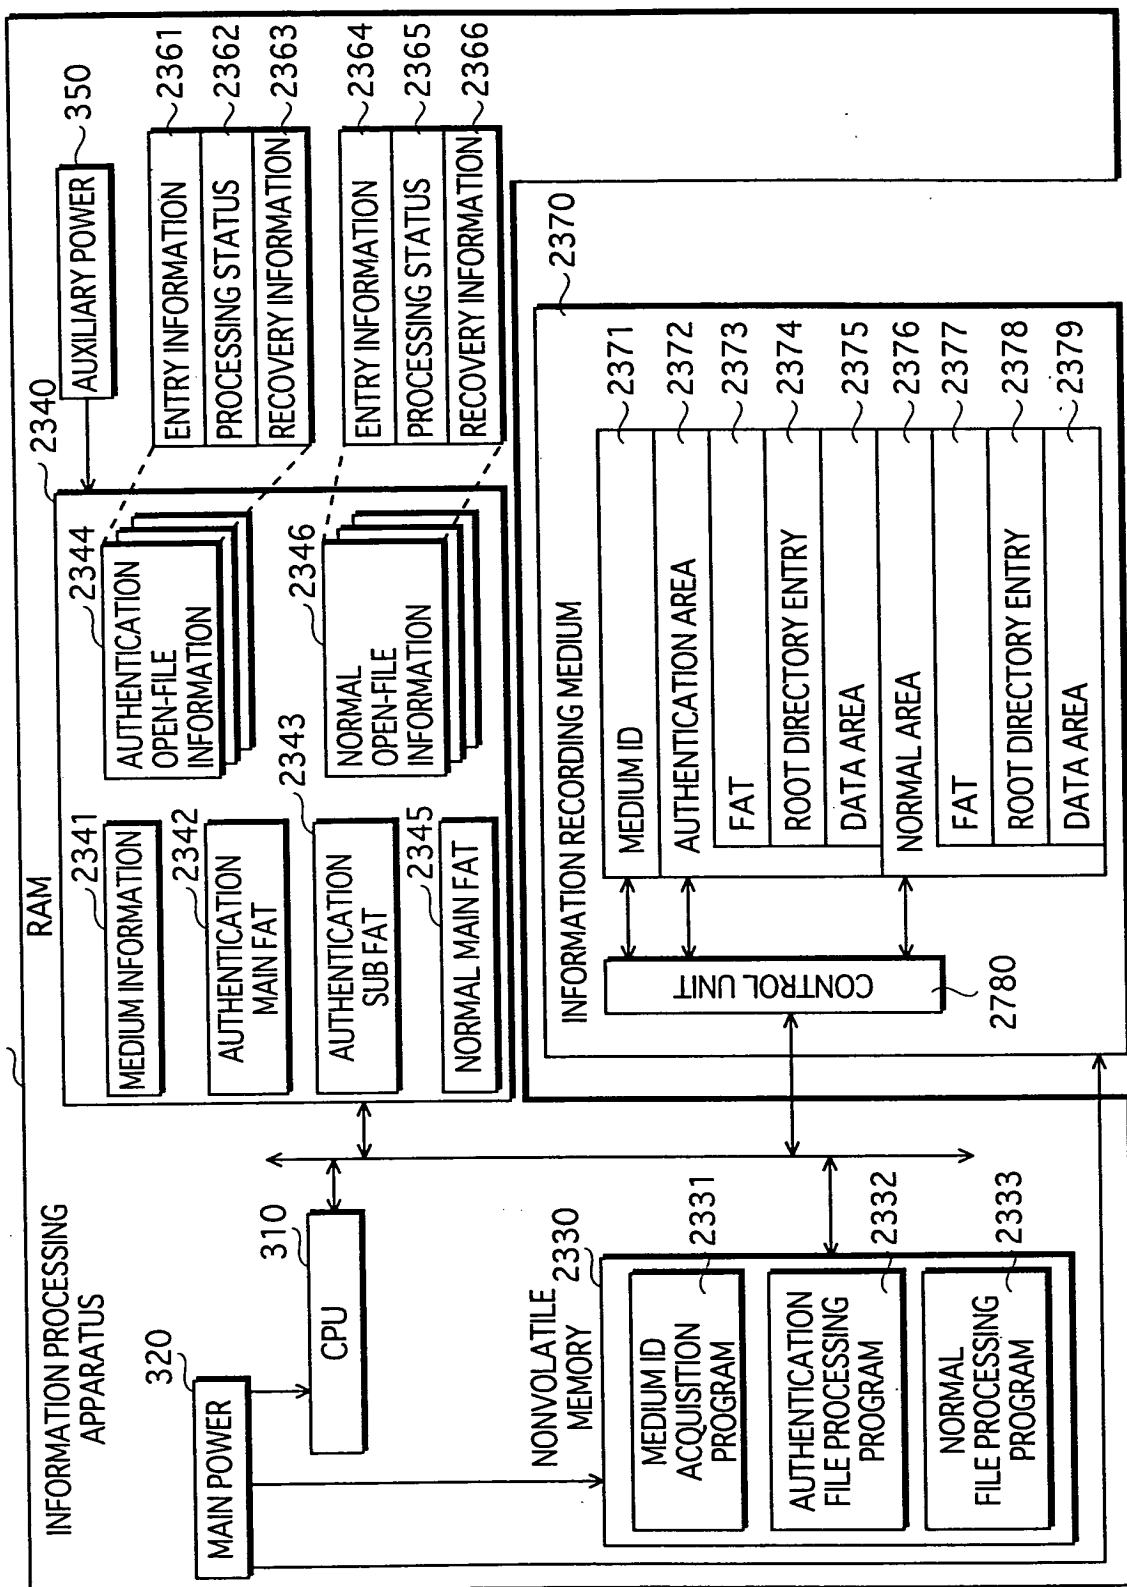 INFORMATION PROCESSING
APPARATUS
320
MAIN POWER
310
CPU
NONVOLATILE
MEMORY
2330
MEDIUM ID
ACQUISITION
PROGRAM
2331
AUTHENTICATION
FILE PROCESSING
PROGRAM
2332
NORMAL
FILE PROCESSING
PROGRAM
2333
RAM
2340
MEDIUM INFORMATION
2341
AUTHENTICATION
MAIN FAT
2342
AUTHENTICATION
SUB FAT
2343
NORMAL MAIN FAT
2345
AUTHENTICATION
OPEN-FILE
INFORMATION
2344
NORMAL
OPEN-FILE
INFORMATION
2346
AUXILIARY POWER
350
ENTRY INFORMATION
2361
PROCESSING STATUS
2362
RECOVERY INFORMATION
2363
ENTRY INFORMATION
2364
PROCESSING STATUS
2365
RECOVERY INFORMATION
2366
INFORMATION RECORDING MEDIUM
2370
CONTROL UNIT
2780
MEDIUM ID
2371
AUTHENTICATION AREA
2372
FAT
2373
ROOT DIRECTORY ENTRY
2374
DATA AREA
2375
NORMAL AREA
2376
FAT
2377
ROOT DIRECTORY ENTRY
2378
DATA AREA
2379